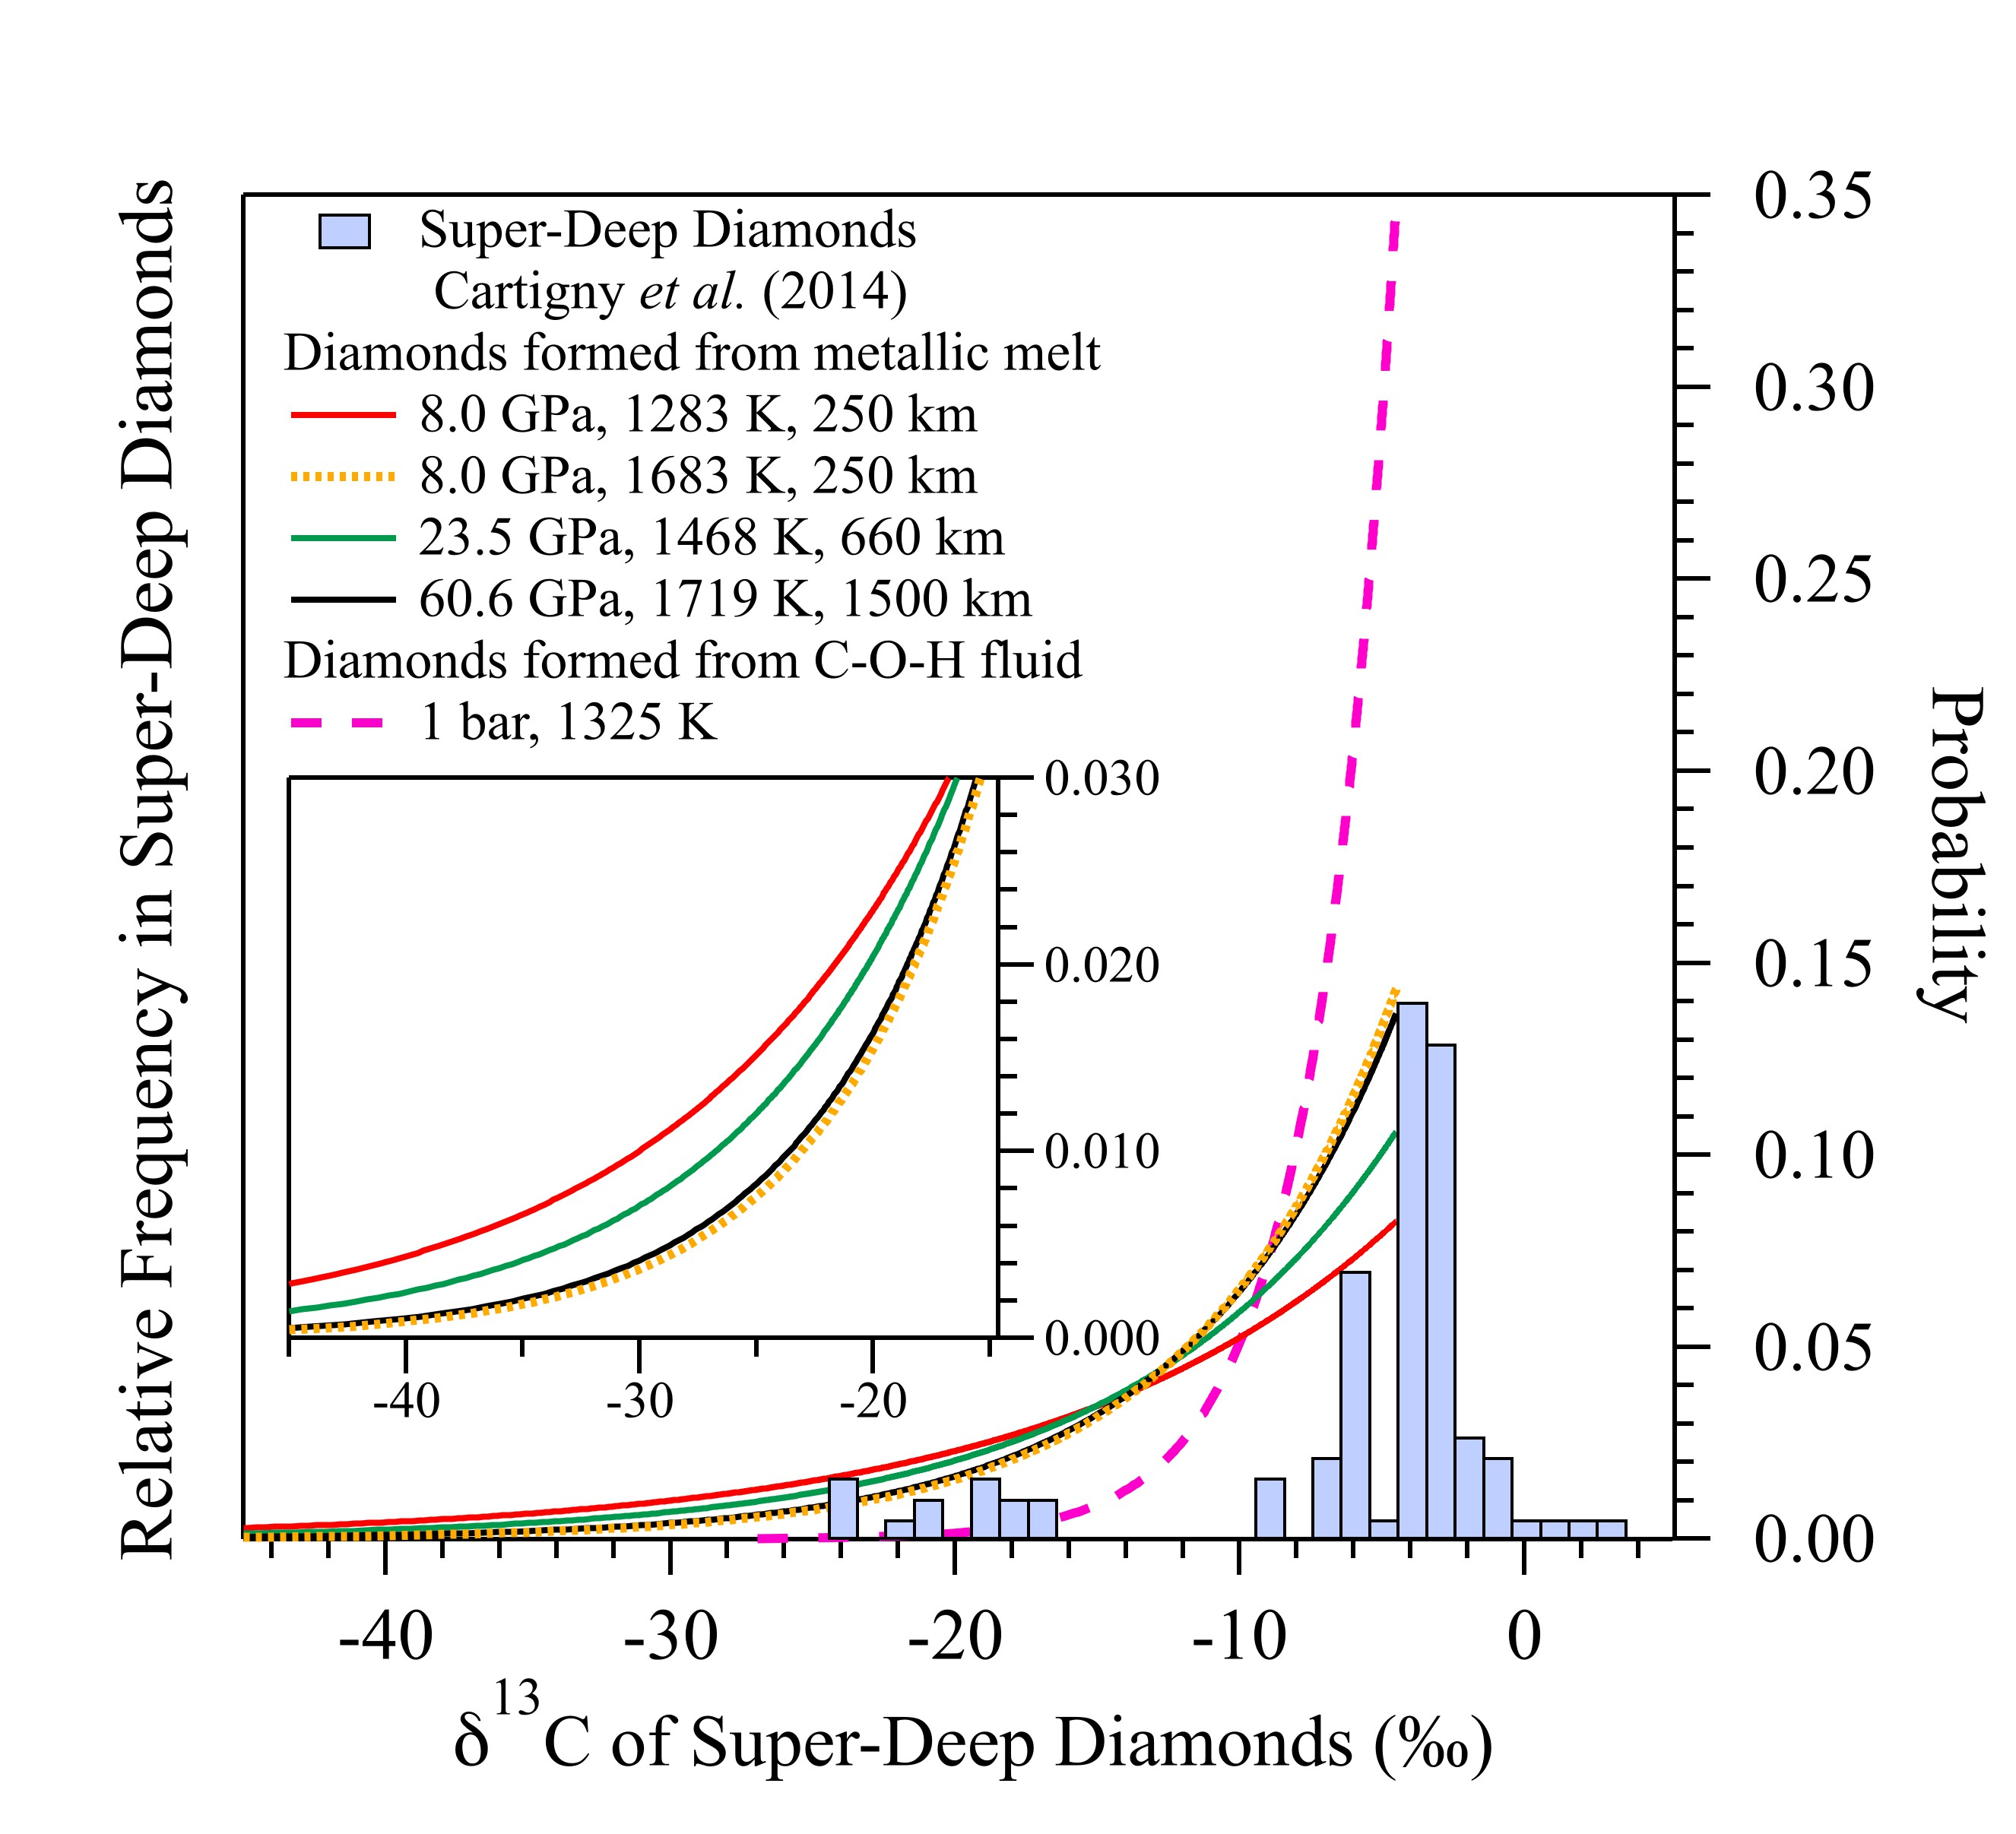 Relative Frequency in Super-Deep Diamonds
Super-Deep Diamonds
Cartigny et al. (2014)
Diamonds formed from metallic melt
8.0 GPa, 1283 K, 250 km
8.0 GPa, 1683 K, 250 km
23.5 GPa, 1468 K, 660 km
60.6 GPa, 1719 K, 1500 km
Diamonds formed from C-O-H fluid
1 bar, 1325 K
0.030
0.020
0.010
0.000
-40 -30 -20
0.35
0.30
0.25
0.20
0.15
0.10
0.05
0.00
Probability
-40 -30 -20 -10 0
δ¹³C of Super-Deep Diamonds (‰)